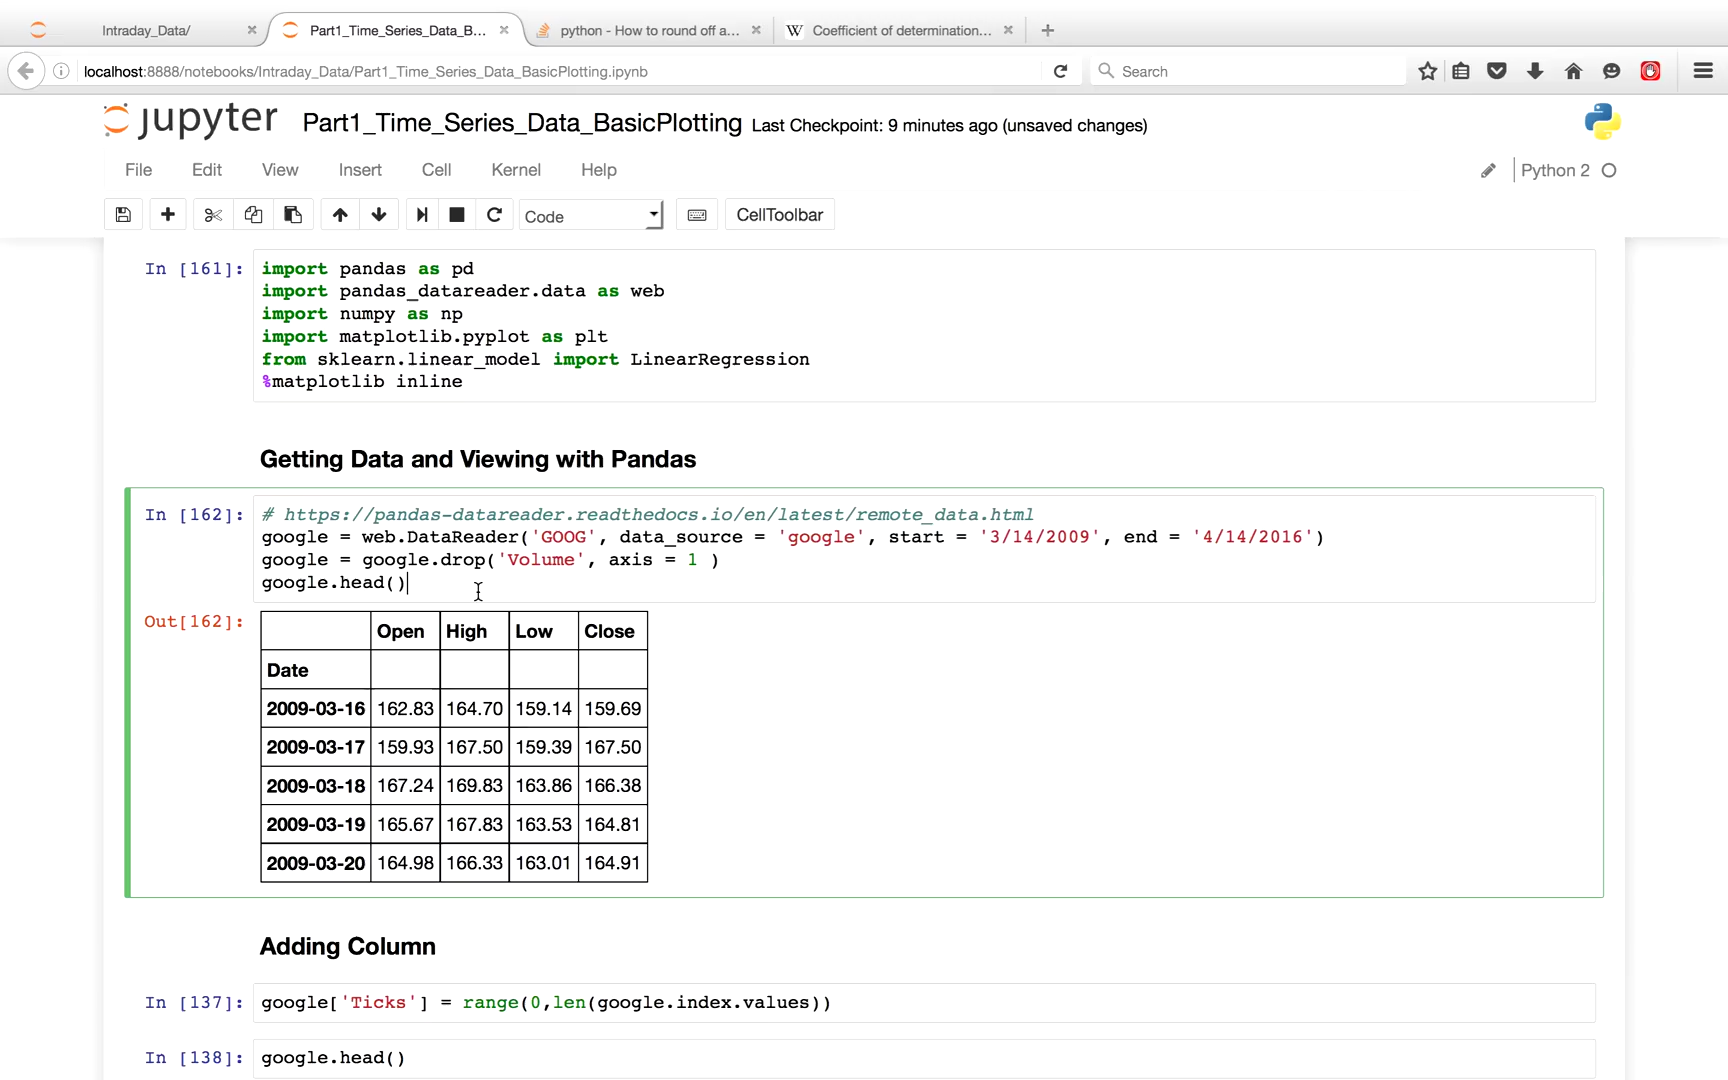 Intraday_Data/
Part1_Time_Series_Data_B...
python - How to round off a...
Coefficient of determination...
localhost:8888/notebooks/Intraday_Data/Part1_Time_Series_Data_BasicPlotting.ipynb
Search
jupyter Part1_Time_Series_Data_BasicPlotting Last Checkpoint: 9 minutes ago (unsaved changes)
File Edit View Insert Cell Kernel Help Python 2
Code CellToolbar
In [161]: import pandas as pd
import pandas_datareader.data as web
import numpy as np
import matplotlib.pyplot as plt
from sklearn.linear_model import LinearRegression
%matplotlib inline
Getting Data and Viewing with Pandas
In [162]: # https://pandas-datareader.readthedocs.io/en/latest/remote_data.html
google = web.DataReader('GOOG', data_source = 'google', start = '3/14/2009', end = '4/14/2016')
google = google.drop('Volume', axis = 1 )
google.head()
Out[162]: Open High Low Close
Date
2009-03-16 162.83 164.70 159.14 159.69
2009-03-17 159.93 167.50 159.39 167.50
2009-03-18 167.24 169.83 163.86 166.38
2009-03-19 165.67 167.83 163.53 164.81
2009-03-20 164.98 166.33 163.01 164.91
Adding Column
In [137]: google['Ticks'] = range(0,len(google.index.values))
In [138]: google.head()